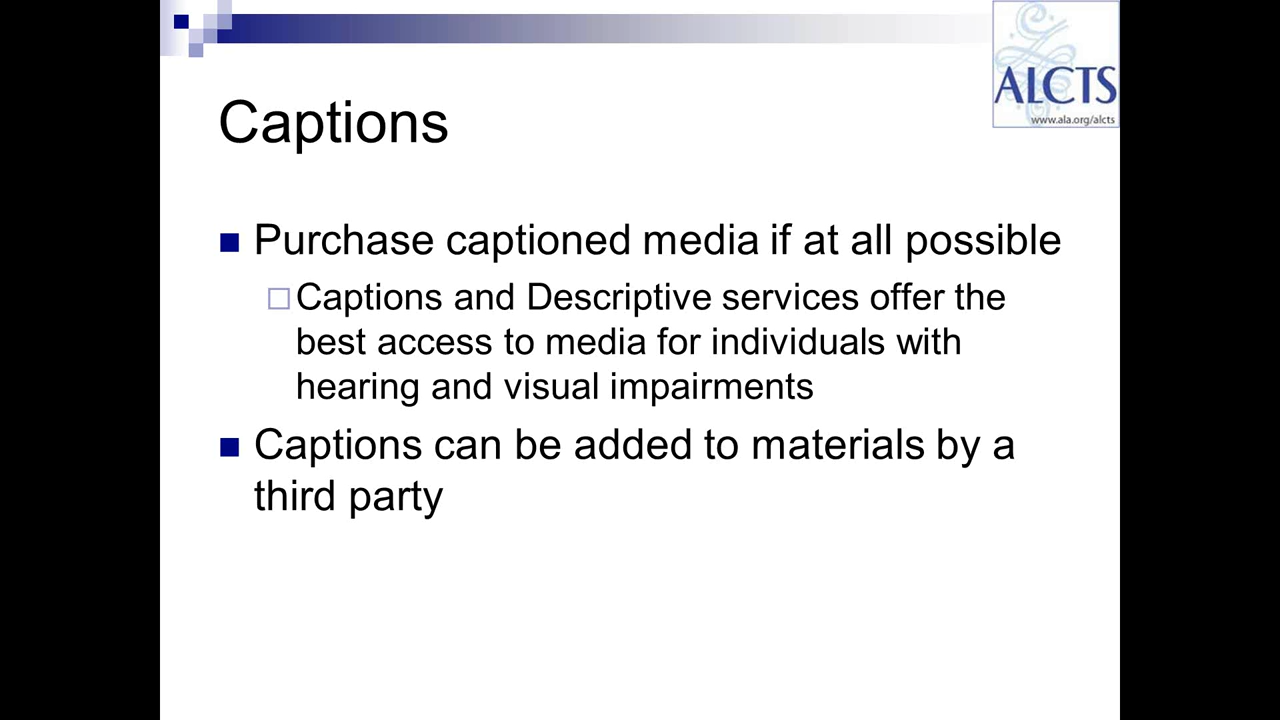 ALCTS
www.ala.org/alcts
Captions
Purchase captioned media if at all possible
Captions and Descriptive services offer the
best access to media for individuals with
hearing and visual impairments
Captions can be added to materials by a
third party